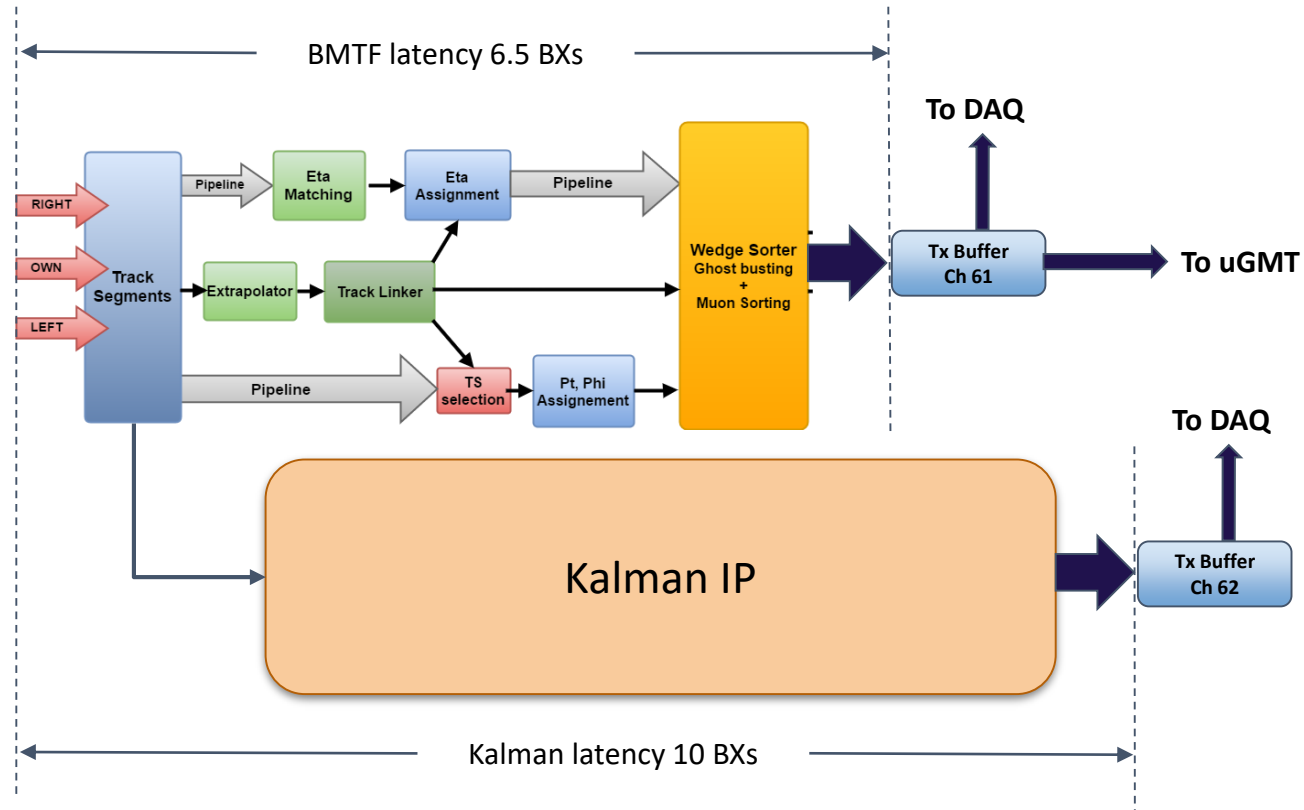 BMTF latency 6.5 BXs
To DAQ
Pipeline
Eta
Matching
Eta
Assignment
Pipeline
RIGHT
OWN
LEFT
Track
Segments
Extrapolator
Track Linker
Wedge Sorter
Ghost busting
+
Muon Sorting
Tx Buffer
Ch 61
To uGMT
Pipeline
TS
selection
Pt, Phi
Assignement
To DAQ
Kalman IP
Tx Buffer
Ch 62
Kalman latency 10 BXs